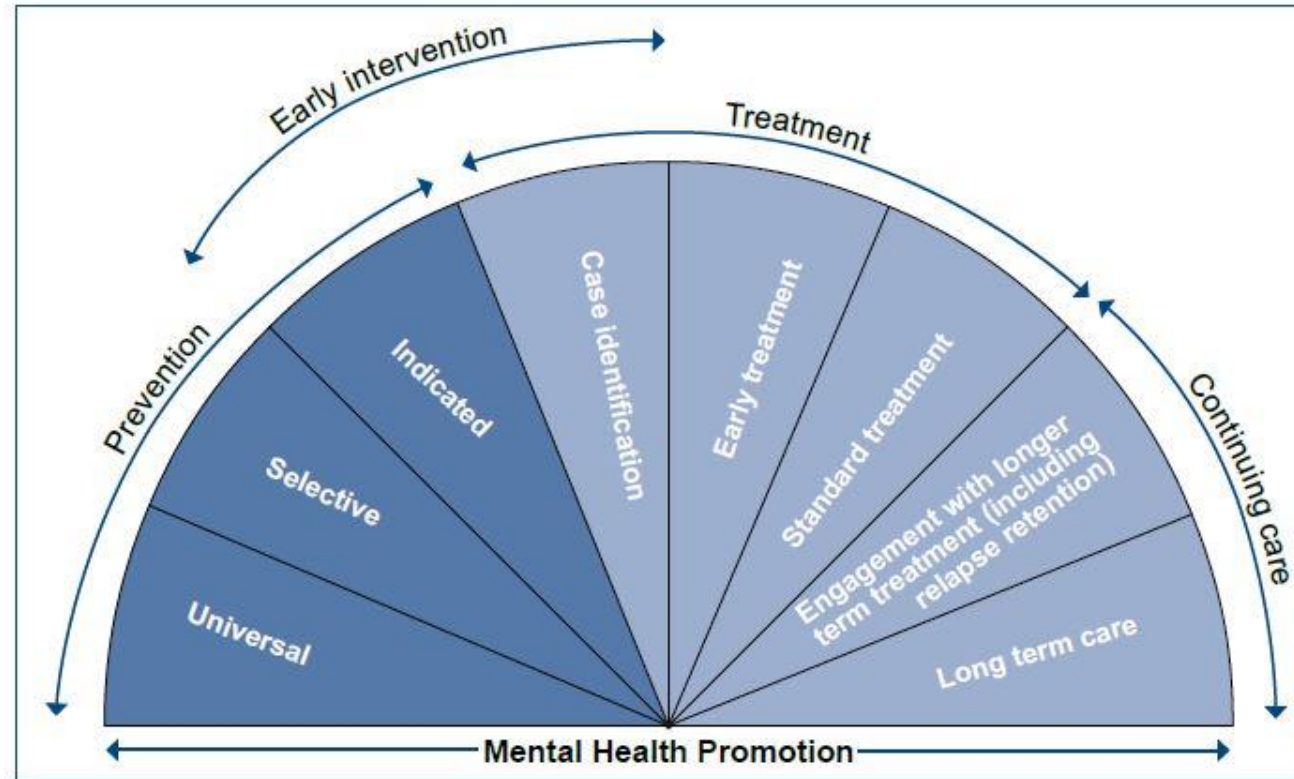 Early intervention
Treatment
Prevention
Continuing care
Universal
Selective
Indicated
Case identification
Early treatment
Standard treatment
Engagement with longer
term treatment (including
relapse retention)
Long term care
Mental Health Promotion